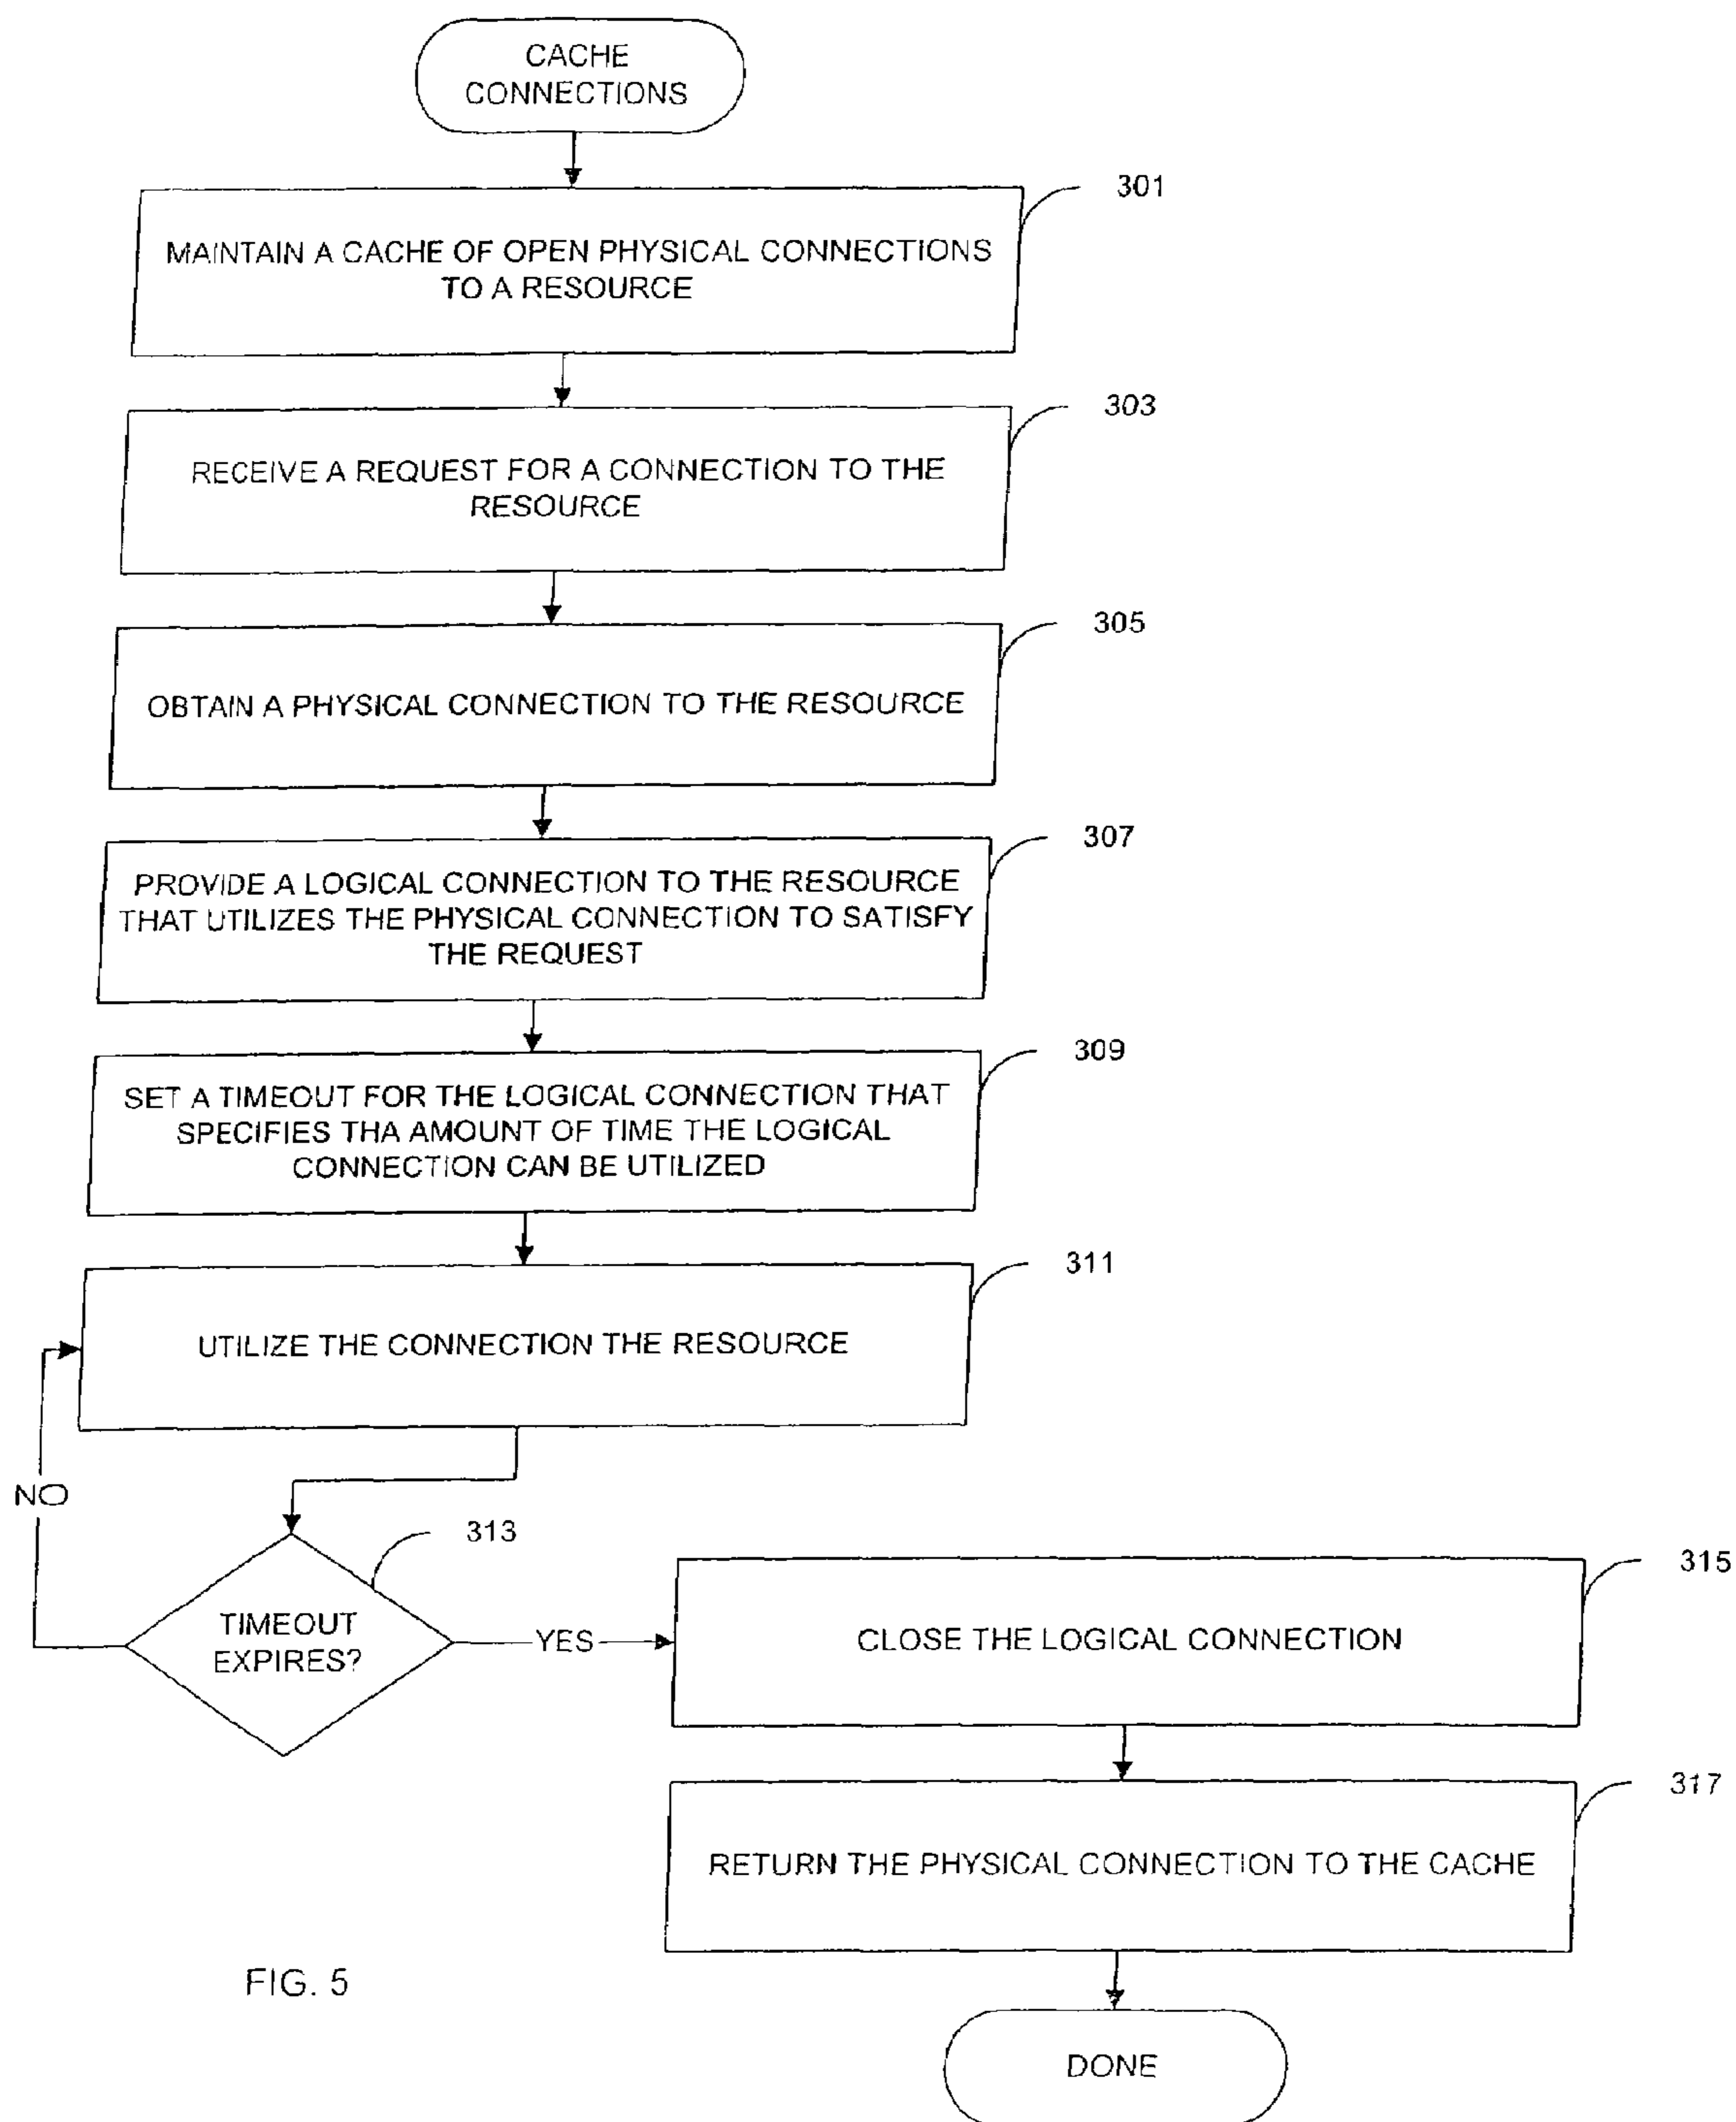 CACHE
CONNECTIONS
301
MAINTAIN A CACHE OF OPEN PHYSICAL CONNECTIONS
TO A RESOURCE
303
RECEIVE A REQUEST FOR A CONNECTION TO THE
RESOURCE
305
OBTAIN A PHYSICAL CONNECTION TO THE RESOURCE
307
PROVIDE A LOGICAL CONNECTION TO THE RESOURCE
THAT UTILIZES THE PHYSICAL CONNECTION TO SATISFY
THE REQUEST
309
SET A TIMEOUT FOR THE LOGICAL CONNECTION THAT
SPECIFIES THA AMOUNT OF TIME THE LOGICAL
CONNECTION CAN BE UTILIZED
311
UTILIZE THE CONNECTION THE RESOURCE
NO
313
TIMEOUT
EXPIRES?
YES
315
CLOSE THE LOGICAL CONNECTION
317
RETURN THE PHYSICAL CONNECTION TO THE CACHE
FIG. 5
DONE